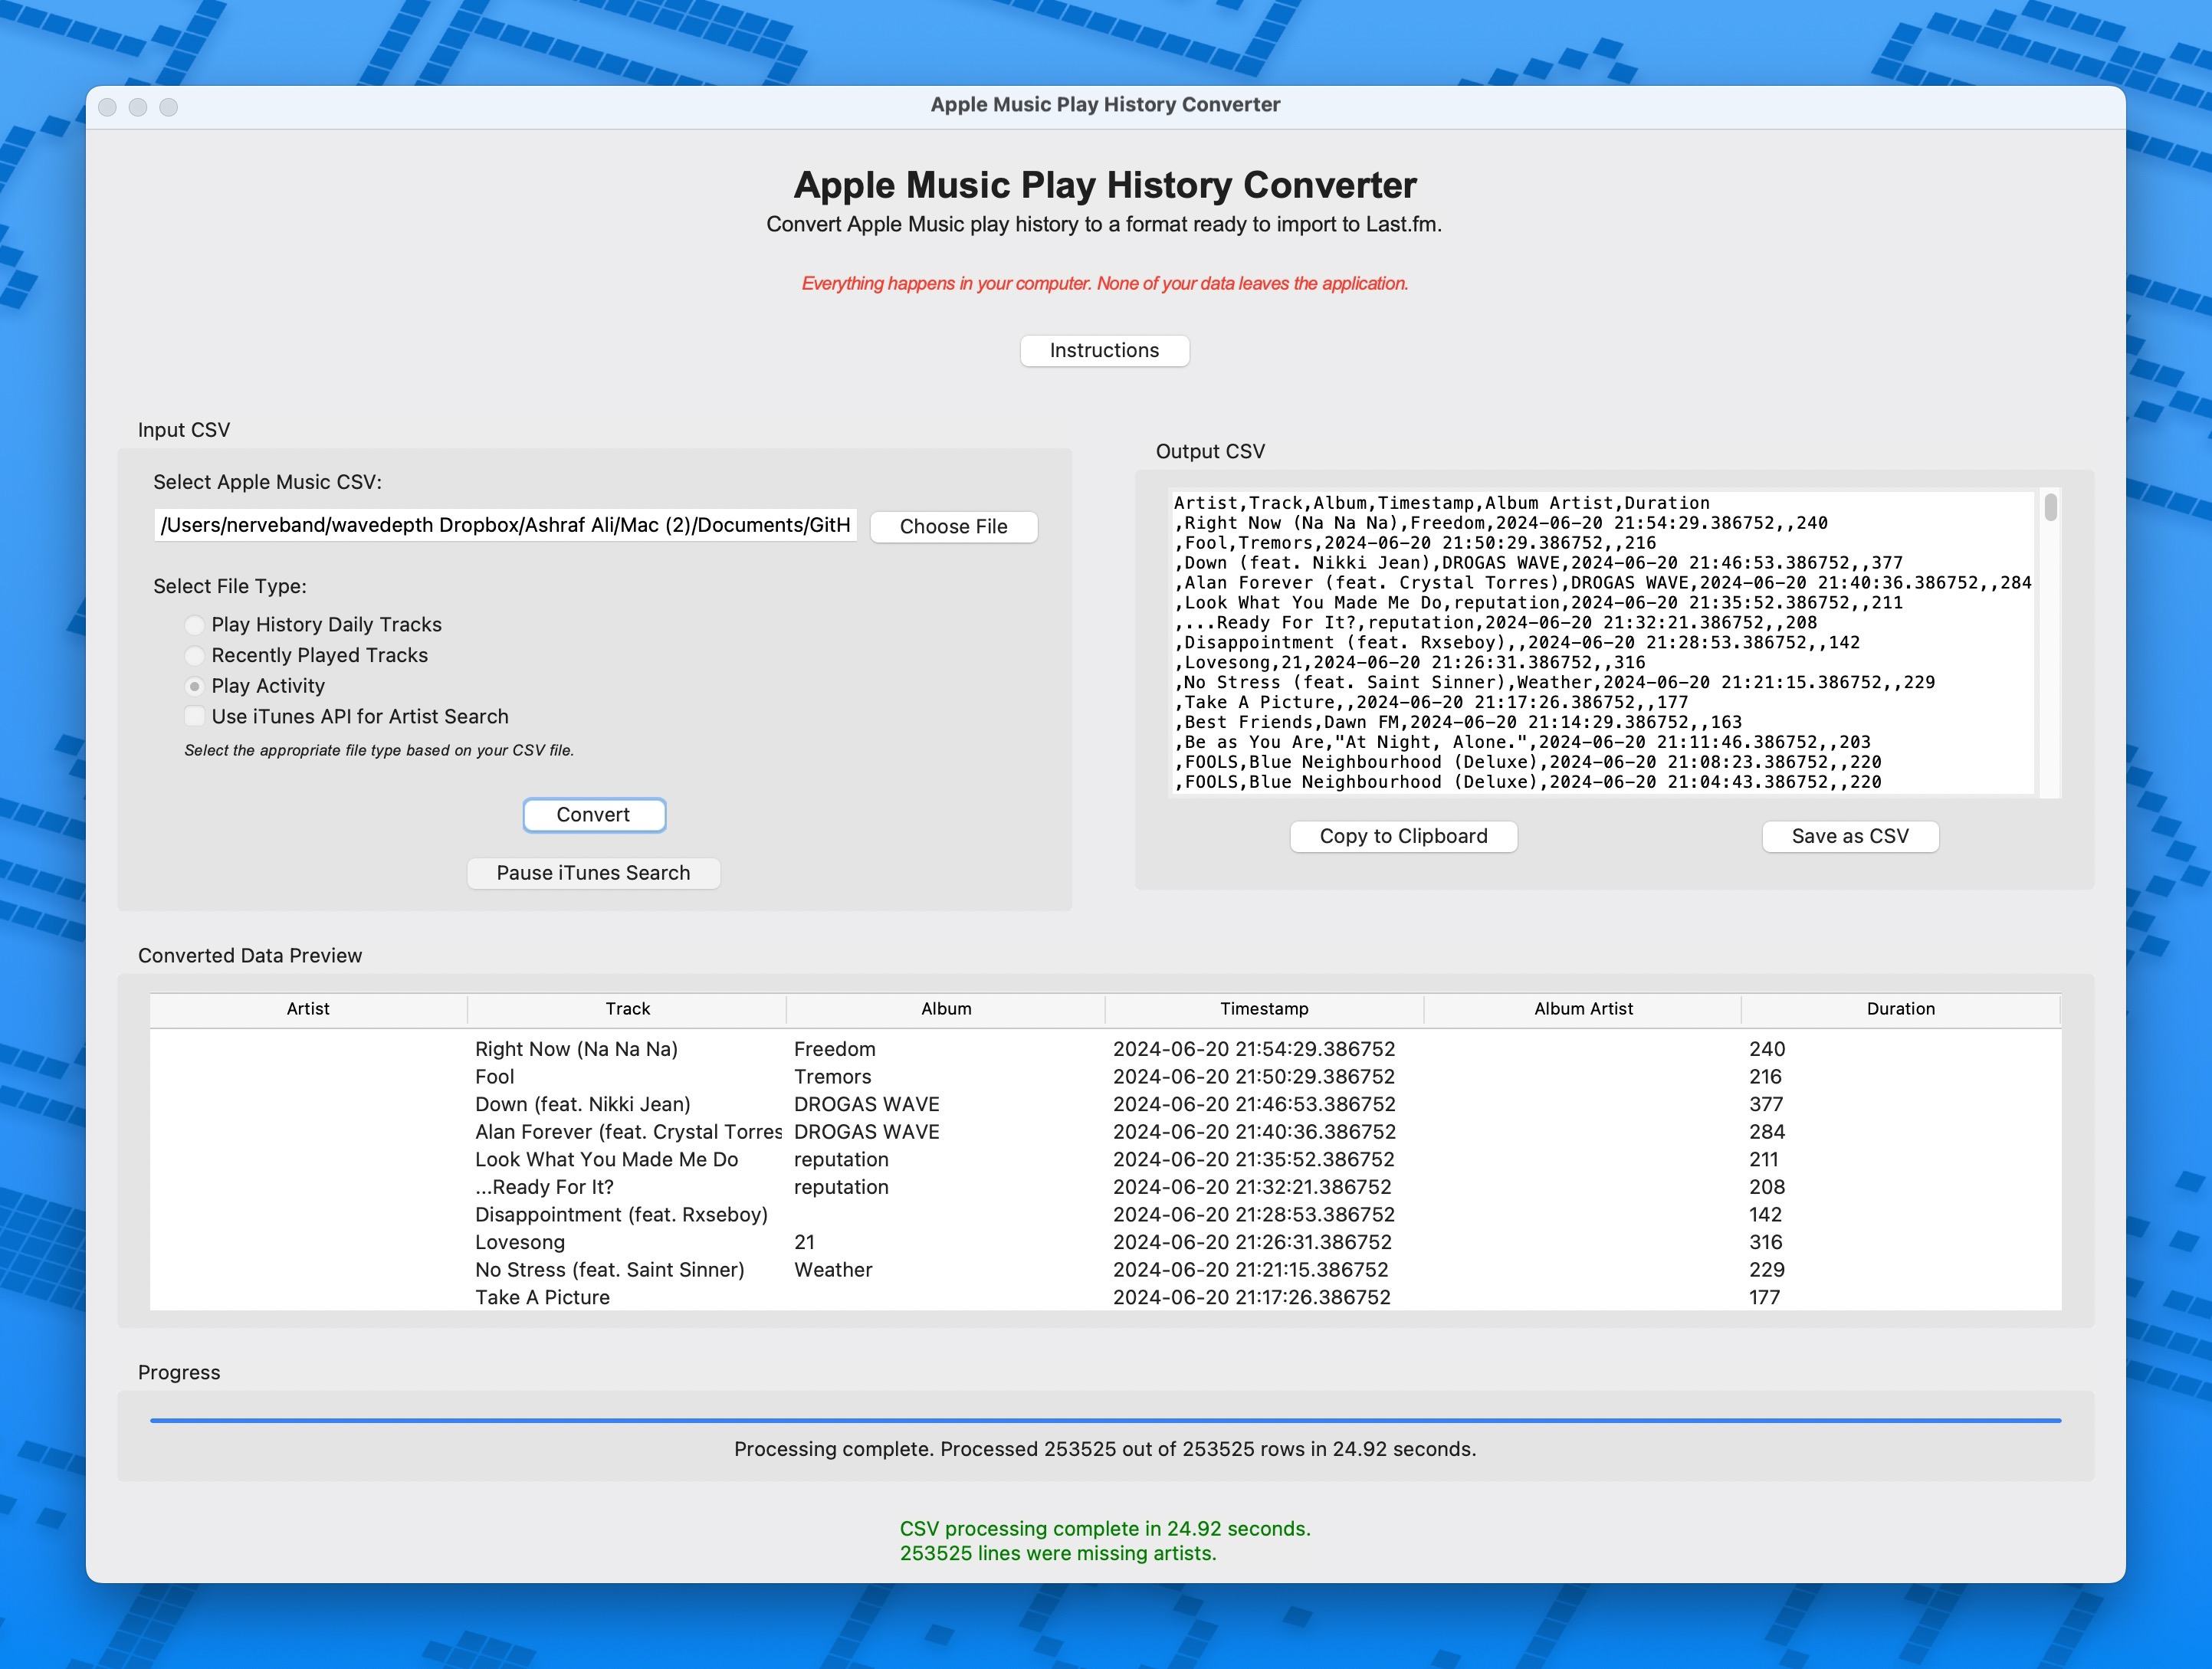 Apple Music Play History Converter
Apple Music Play History Converter
Convert Apple Music play history to a format ready to import to Last.fm.
Everything happens in your computer. None of your data leaves the application.
Instructions
Input CSV
Select Apple Music CSV:
/Users/nerveband/wavedepth Dropbox/Ashraf Ali/Mac (2)/Documents/GitH
Choose File
Select File Type:
Play History Daily Tracks
Recently Played Tracks
Play Activity
Use iTunes API for Artist Search
Select the appropriate file type based on your CSV file.
Convert
Pause iTunes Search
Output CSV
Artist,Track,Album,Timestamp,Album Artist,Duration
,Right Now (Na Na Na),Freedom,2024-06-20 21:54:29.386752,,240
,Fool,Tremors,2024-06-20 21:50:29.386752,,216
,Down (feat. Nikki Jean),DROGAS WAVE,2024-06-20 21:46:53.386752,,377
,Alan Forever (feat. Crystal Torres),DROGAS WAVE,2024-06-20 21:40:36.386752,,284
,Look What You Made Me Do,reputation,2024-06-20 21:35:52.386752,,211
,...Ready For It?,reputation,2024-06-20 21:32:21.386752,,208
,Disappointment (feat. Rxseboy),,2024-06-20 21:28:53.386752,,142
,Lovesong,21,2024-06-20 21:26:31.386752,,316
,No Stress (feat. Saint Sinner),Weather,2024-06-20 21:21:15.386752,,229
,Take A Picture,,2024-06-20 21:17:26.386752,,177
,Best Friends,Dawn FM,2024-06-20 21:14:29.386752,,163
,Be as You Are,"At Night, Alone.",2024-06-20 21:11:46.386752,,203
,FOOLS,Blue Neighbourhood (Deluxe),2024-06-20 21:08:23.386752,,220
,FOOLS,Blue Neighbourhood (Deluxe),2024-06-20 21:04:43.386752,,220
Copy to Clipboard
Save as CSV
Converted Data Preview
Artist Track Album Timestamp Album Artist Duration
Right Now (Na Na Na) Freedom 2024-06-20 21:54:29.386752 240
Fool Tremors 2024-06-20 21:50:29.386752 216
Down (feat. Nikki Jean) DROGAS WAVE 2024-06-20 21:46:53.386752 377
Alan Forever (feat. Crystal Torres DROGAS WAVE 2024-06-20 21:40:36.386752 284
Look What You Made Me Do reputation 2024-06-20 21:35:52.386752 211
...Ready For It? reputation 2024-06-20 21:32:21.386752 208
Disappointment (feat. Rxseboy) 2024-06-20 21:28:53.386752 142
Lovesong 21 2024-06-20 21:26:31.386752 316
No Stress (feat. Saint Sinner) Weather 2024-06-20 21:21:15.386752 229
Take A Picture 2024-06-20 21:17:26.386752 177
Progress
Processing complete. Processed 253525 out of 253525 rows in 24.92 seconds.
CSV processing complete in 24.92 seconds.
253525 lines were missing artists.